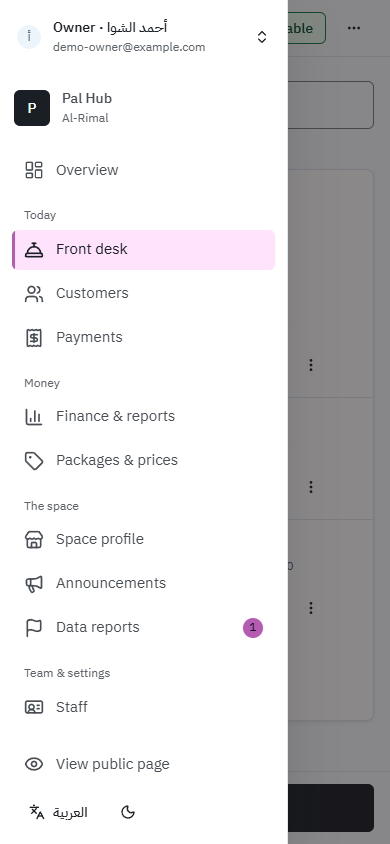 أ
Owner · أحمد الشوا
demo-owner@example.com
able
P
Pal Hub
Al-Rimal
Overview
Today
Front desk
Customers
Payments
Money
Finance & reports
Packages & prices
The space
Space profile
Announcements
Data reports
1
Team & settings
Staff
View public page
العربية